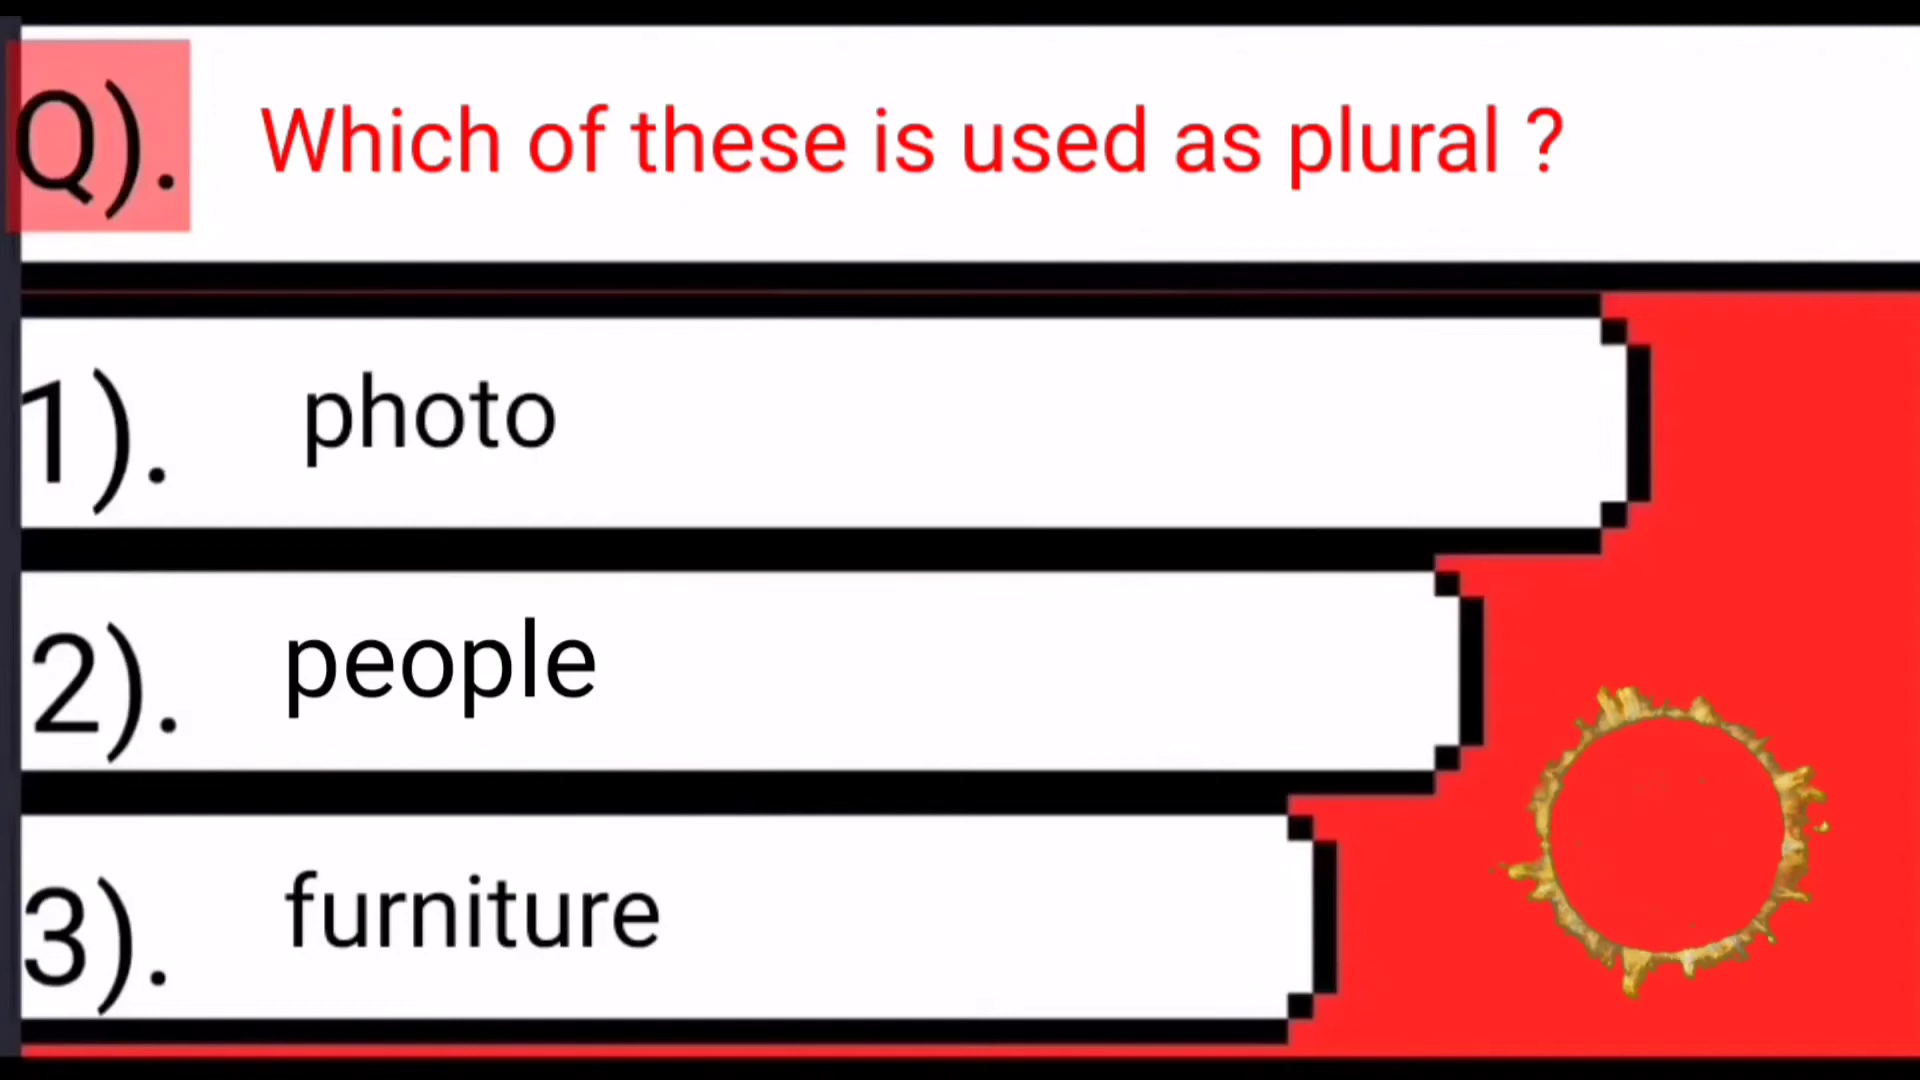 Q). Which of these is used as plural ?
1). photo
2). people
3). furniture